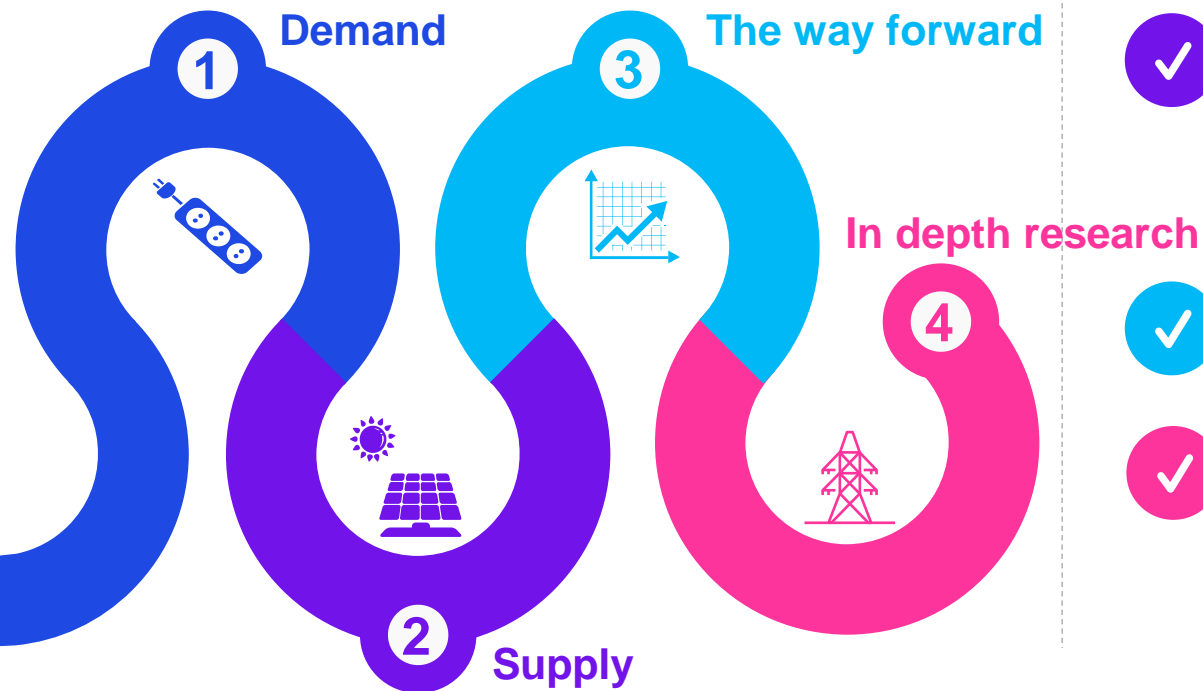 1
Demand
2
Supply
3
The way forward
4
In depth research